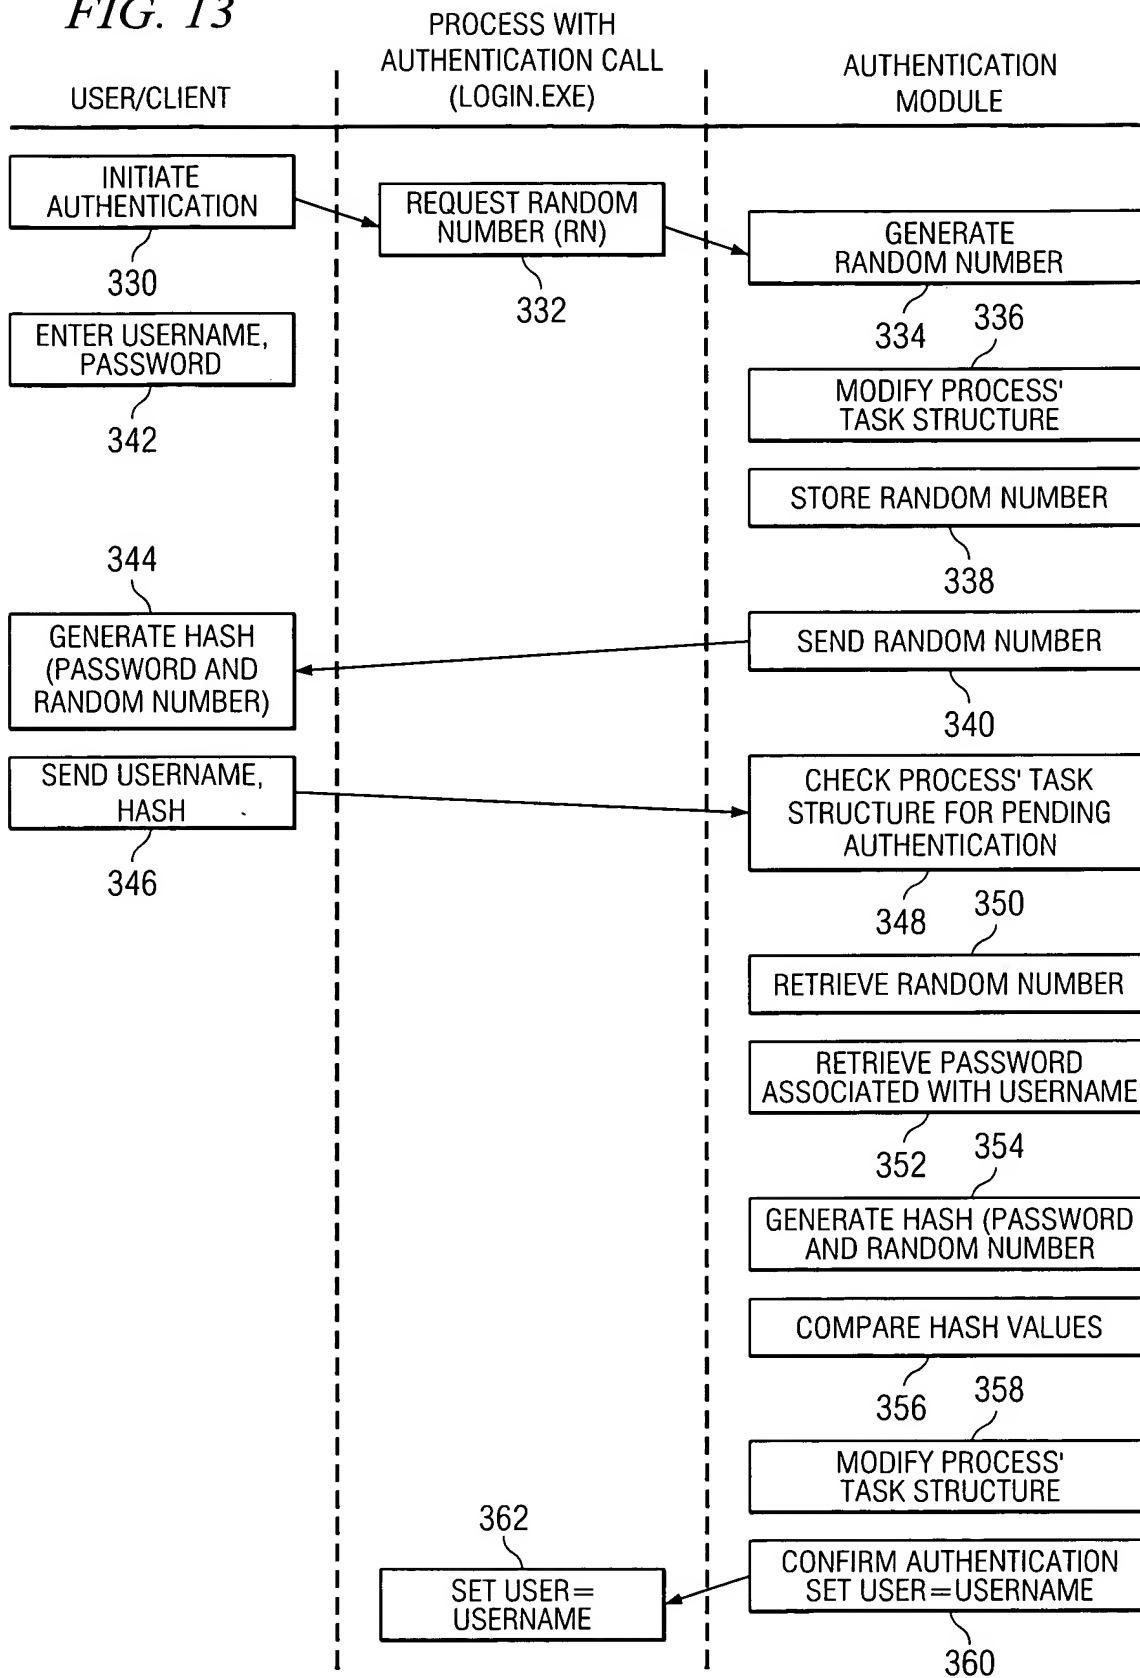 FIG. 13
USER/CLIENT
PROCESS WITH
AUTHENTICATION CALL
(LOGIN.EXE)
AUTHENTICATION
MODULE
INITIATE
AUTHENTICATION
330
REQUEST RANDOM
NUMBER (RN)
332
GENERATE
RANDOM NUMBER
334
336
ENTER USERNAME,
PASSWORD
342
MODIFY PROCESS'
TASK STRUCTURE
STORE RANDOM NUMBER
338
344
GENERATE HASH
(PASSWORD AND
RANDOM NUMBER)
SEND RANDOM NUMBER
340
SEND USERNAME,
HASH
346
CHECK PROCESS' TASK
STRUCTURE FOR PENDING
AUTHENTICATION
348
350
RETRIEVE RANDOM NUMBER
RETRIEVE PASSWORD
ASSOCIATED WITH USERNAME
352
354
GENERATE HASH (PASSWORD
AND RANDOM NUMBER
COMPARE HASH VALUES
356
358
MODIFY PROCESS'
TASK STRUCTURE
362
SET USER=
USERNAME
CONFIRM AUTHENTICATION
SET USER=USERNAME
360